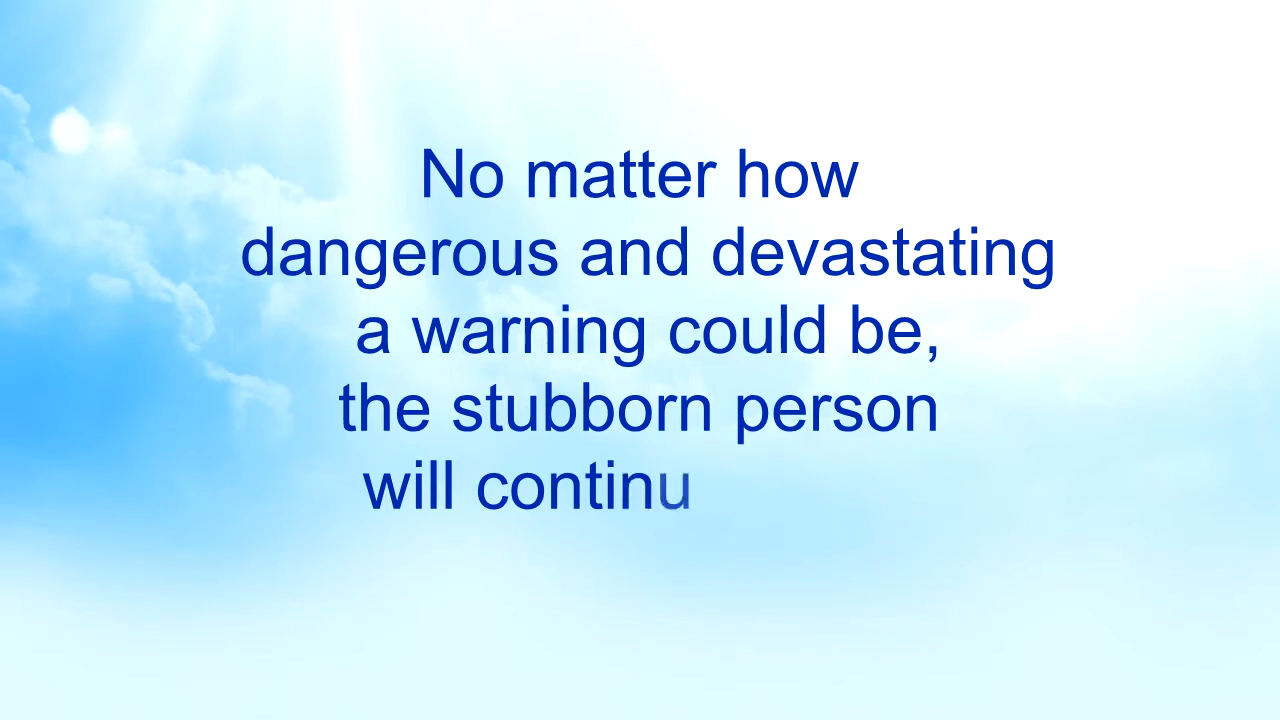 No matter how
dangerous and devastating
a warning could be,
the stubborn person
will continu